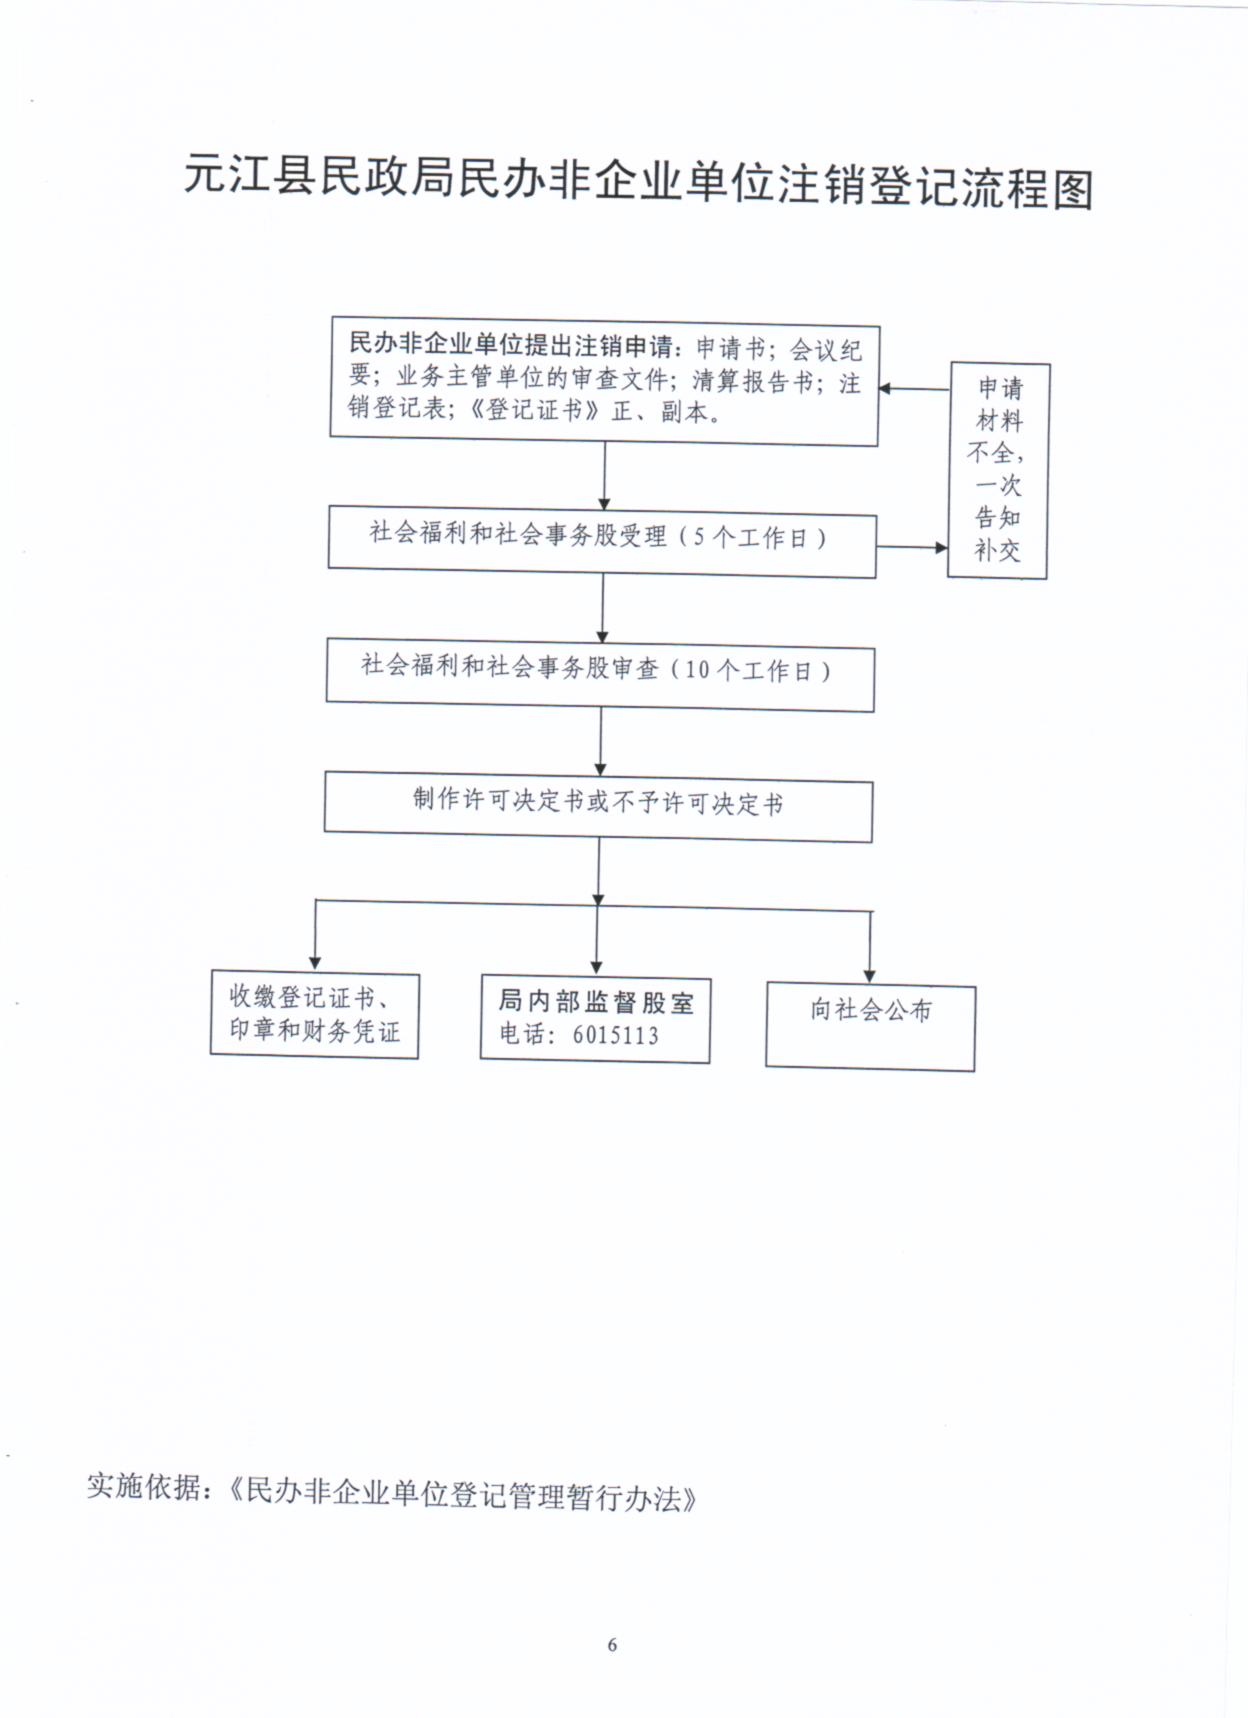 元江县民政局民办非企业单位注销登记流程图
民办非企业单位提出注销申请：申请书；会议纪
要；业务主管单位的审查文件；清算报告书；注
销登记表；《登记证书》正、副本。
申请
材料
不全，
一次
告知
补交
社会福利和社会事务股受理（5个工作日）
社会福利和社会事务股审查（10个工作日）
制作许可决定书或不予许可决定书
收缴登记证书、
印章和财务凭证
局内部监督股室
电话：6015113
向社会公布
实施依据：《民办非企业单位登记管理暂行办法》
6